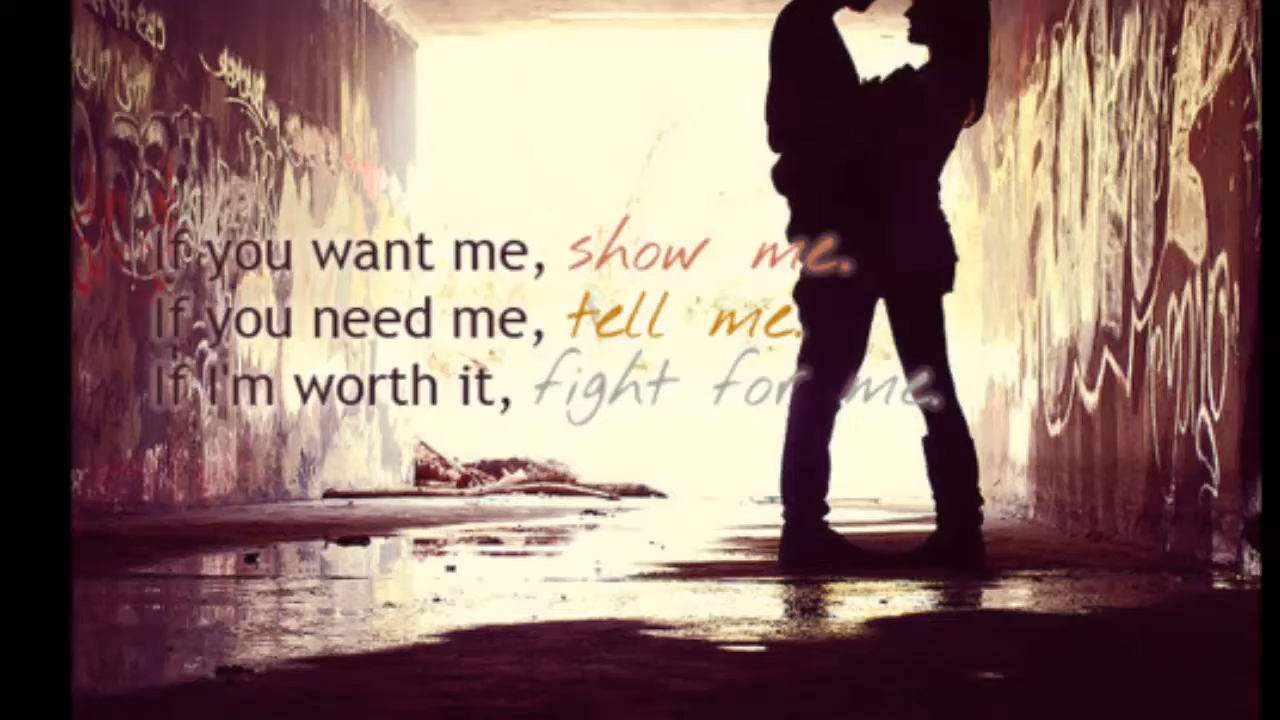 If you want me, show me.
If you need me, tell me.
If I'm worth it, fight for me.